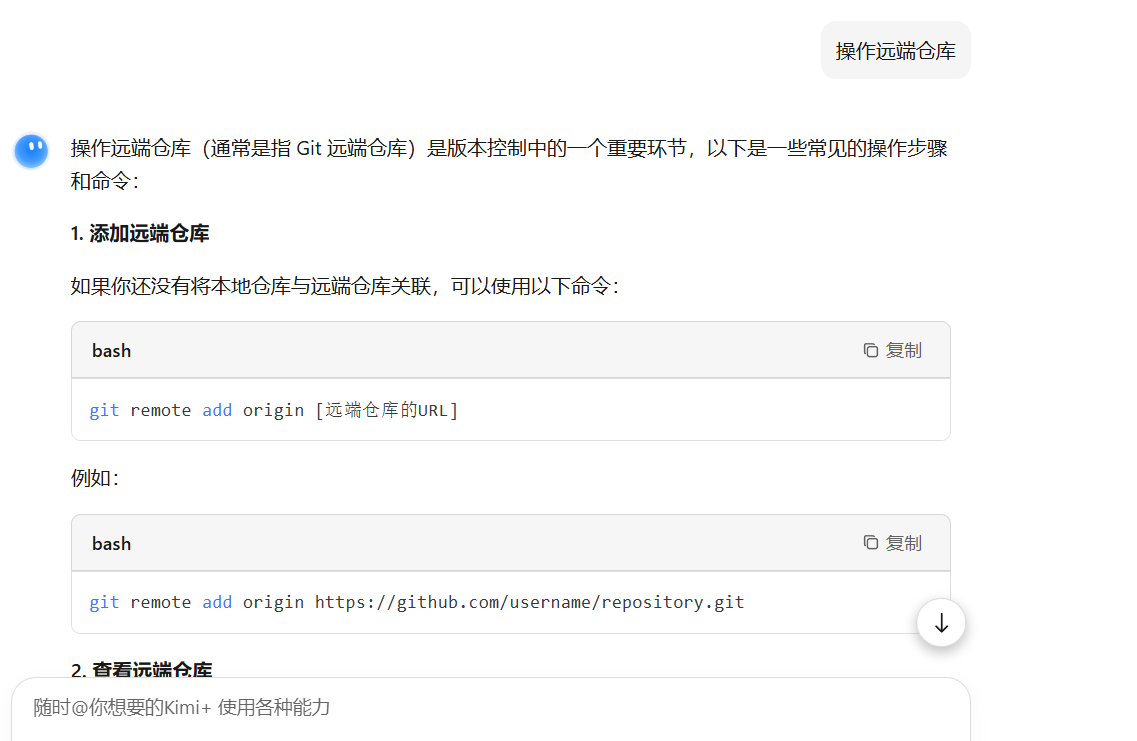 操作远端仓库
操作远端仓库（通常是指 Git 远端仓库）是版本控制中的一个重要环节，以下是一些常见的操作步骤
和命令：
1. 添加远端仓库
如果你还没有将本地仓库与远端仓库关联，可以使用以下命令：
bash 复制
git remote add origin [远端仓库的URL]
例如：
bash 复制
git remote add origin https://github.com/username/repository.git
2. 查看远端仓库
随时@你想要的Kimi+ 使用各种能力